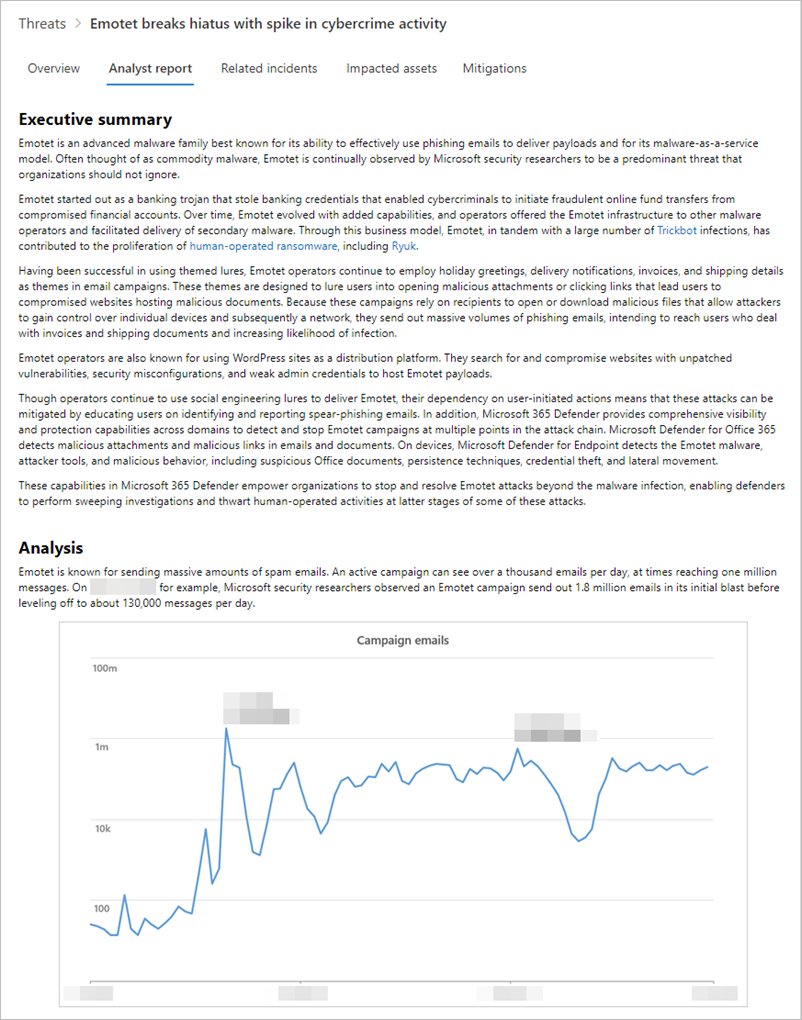 Threats > Emotet breaks hiatus with spike in cybercrime activity
Overview Analyst report Related incidents Impacted assets Mitigations
Executive summary
Emotet is an advanced malware family best known for its ability to effectively use phishing emails to deliver payloads and for its malware-as-a-service
model. Often thought of as commodity malware, Emotet is continually observed by Microsoft security researchers to be a predominant threat that
organizations should not ignore.
Emotet started out as a banking trojan that stole banking credentials that enabled cybercriminals to initiate fraudulent online fund transfers from
compromised financial accounts. Over time, Emotet evolved with added capabilities, and operators offered the Emotet infrastructure to other malware
operators and facilitated delivery of secondary malware. Through this business model, Emotet, in tandem with a large number of Trickbot infections, has
contributed to the proliferation of human-operated ransomware, including Ryuk.
Having been successful in using themed lures, Emotet operators continue to employ holiday greetings, delivery notifications, invoices, and shipping details
as themes in email campaigns. These themes are designed to lure users into opening malicious attachments or clicking links that lead users to
compromised websites hosting malicious documents. Because these campaigns rely on recipients to open or download malicious files that allow attackers
to gain control over individual devices and subsequently a network, they send out massive volumes of phishing emails, intending to reach users who deal
with invoices and shipping documents and increasing likelihood of infection.
Emotet operators are also known for using WordPress sites as a distribution platform. They search for and compromise websites with unpatched
vulnerabilities, security misconfigurations, and weak admin credentials to host Emotet payloads.
Though operators continue to use social engineering lures to deliver Emotet, their dependency on user-initiated actions means that these attacks can be
mitigated by educating users on identifying and reporting spear-phishing emails. In addition, Microsoft 365 Defender provides comprehensive visibility
and protection capabilities across domains to detect and stop Emotet campaigns at multiple points in the attack chain. Microsoft Defender for Office 365
detects malicious attachments and malicious links in emails and documents. On devices, Microsoft Defender for Endpoint detects the Emotet malware,
attacker tools, and malicious behavior, including suspicious Office documents, persistence techniques, credential theft, and lateral movement.
These capabilities in Microsoft 365 Defender empower organizations to stop and resolve Emotet attacks beyond the malware infection, enabling defenders
to perform sweeping investigations and thwart human-operated activities at latter stages of some of these attacks.
Analysis
Emotet is known for sending massive amounts of spam emails. An active campaign can see over a thousand emails per day, at times reaching one million
messages. On for example, Microsoft security researchers observed an Emotet campaign send out 1.8 million emails in its initial blast before
leveling off to about 130,000 messages per day.
Campaign emails
100m
1m
10k
100